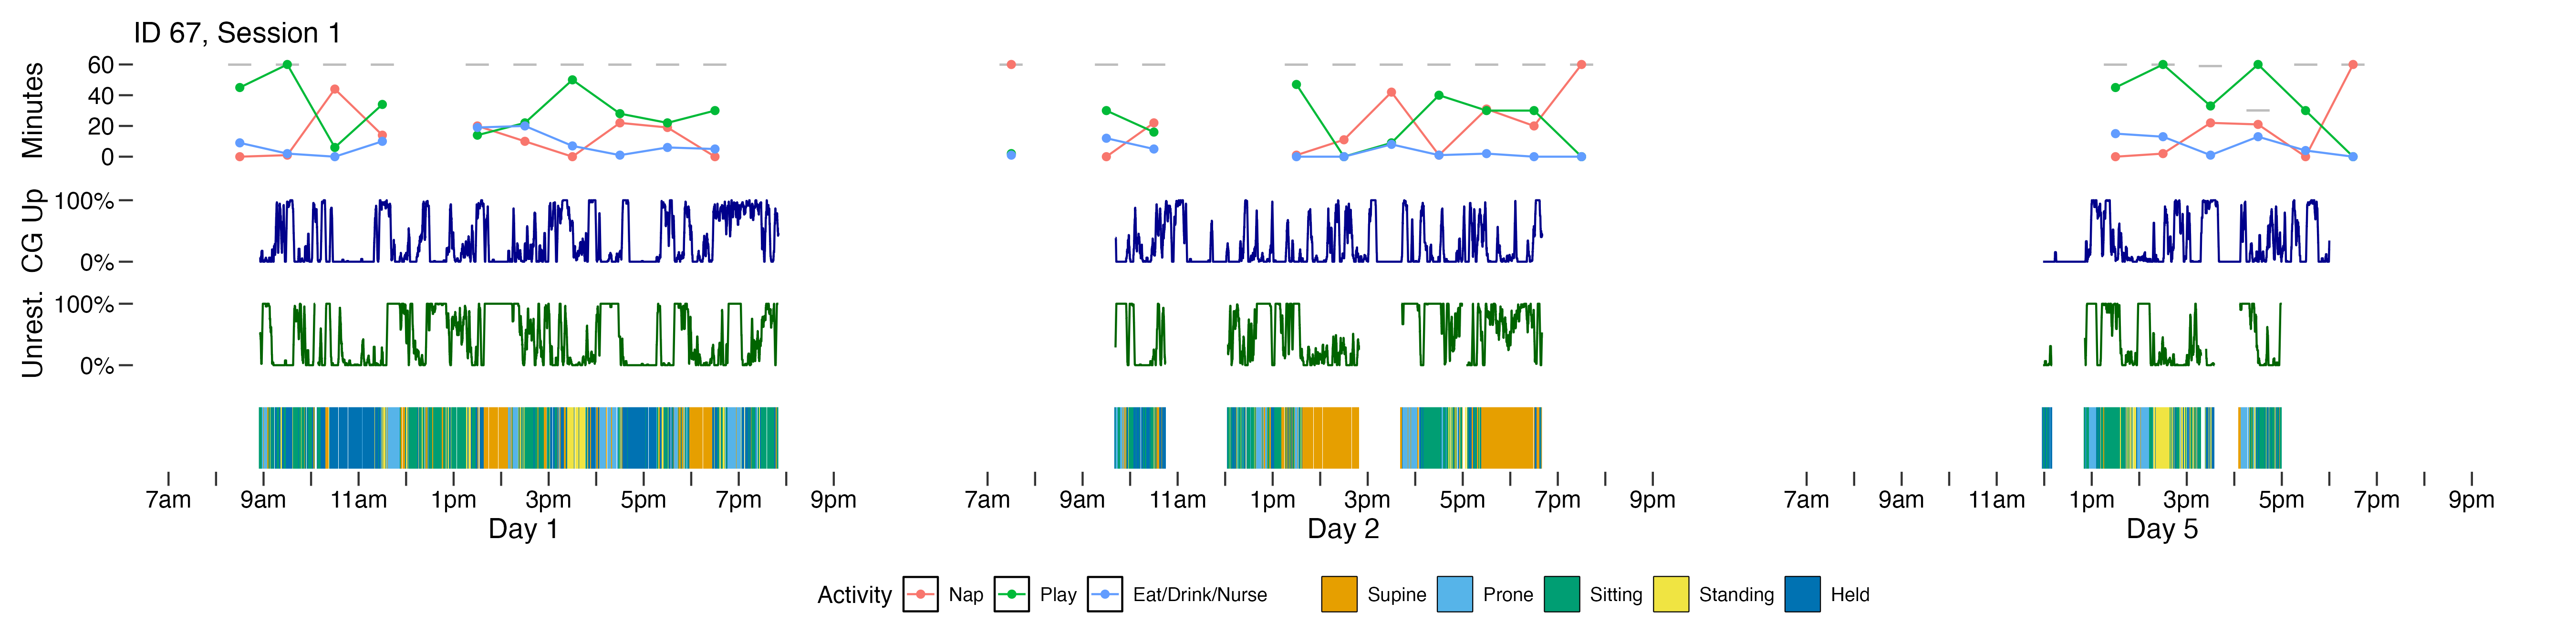 ID 67, Session 1
Minutes
60
40
20
0
CG Up
100%
0%
Unrest.
100%
0%
7am 9am 11am 1pm 3pm 5pm 7pm 9pm
Day 1
7am 9am 11am 1pm 3pm 5pm 7pm 9pm
Day 2
7am 9am 11am 1pm 3pm 5pm 7pm 9pm
Day 5
Activity Nap Play Eat/Drink/Nurse Supine Prone Sitting Standing Held